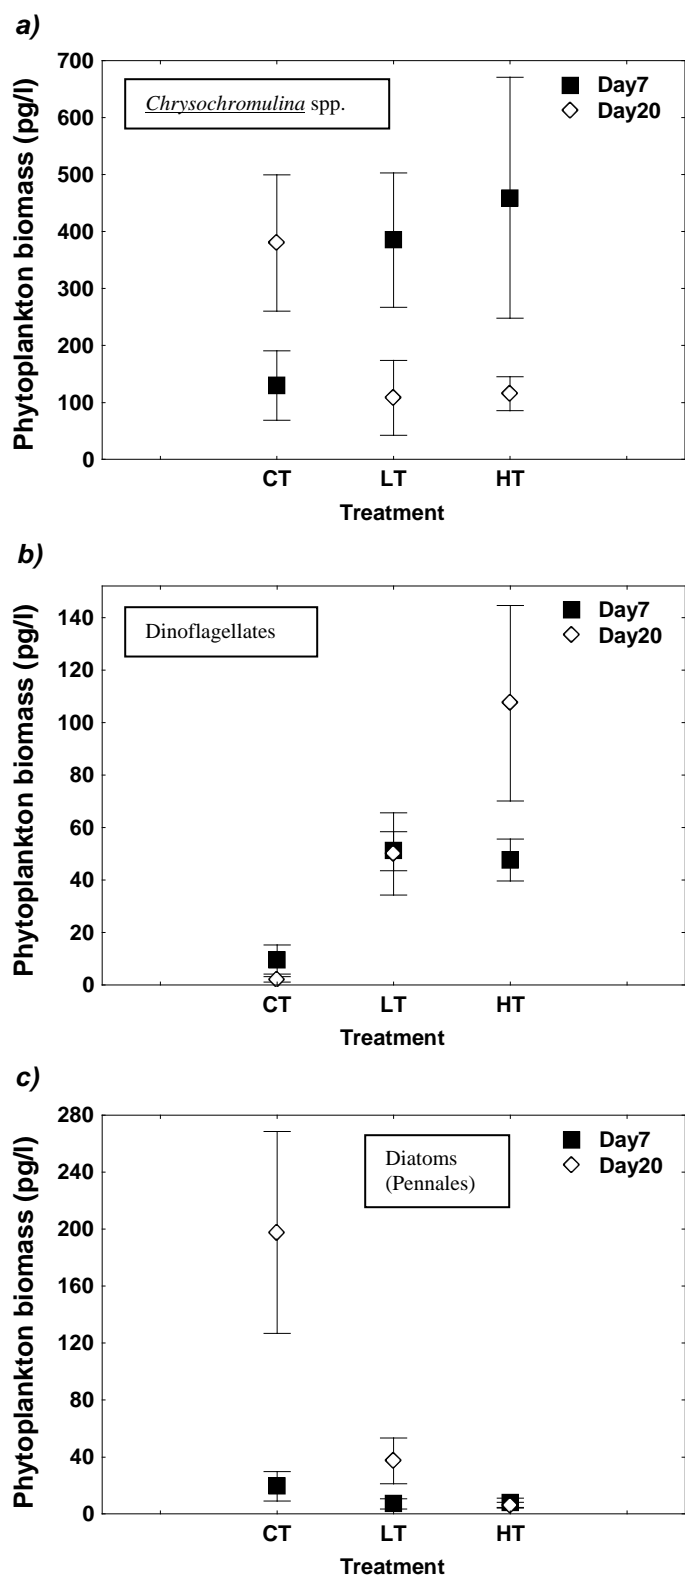 a)
Phytoplankton biomass (pg/l)
700
600
500
400
300
200
100
0
Chrysochromulina spp.
Day7
Day20
CT LT HT
Treatment
b)
Phytoplankton biomass (pg/l)
140
120
100
80
60
40
20
0
Dinoflagellates
Day7
Day20
CT LT HT
Treatment
c)
Phytoplankton biomass (pg/l)
280
240
200
160
120
80
40
0
Diatoms
(Pennales)
Day7
Day20
CT LT HT
Treatment